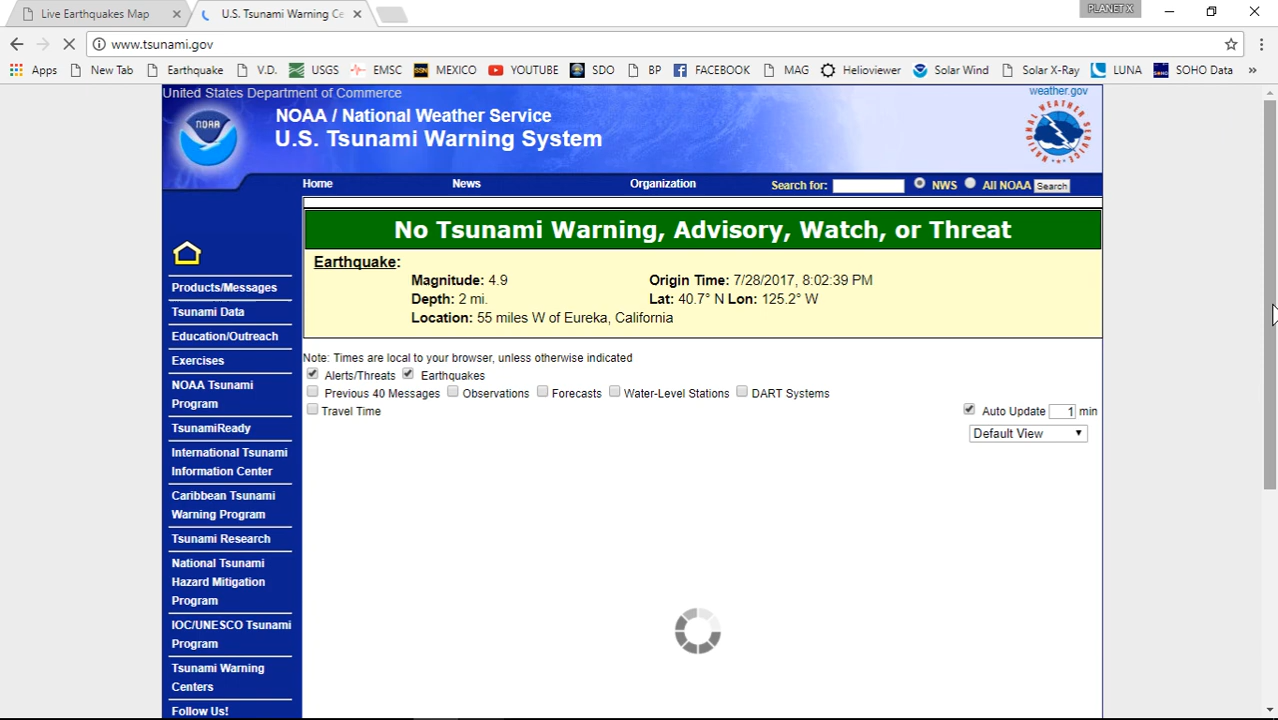 Live Earthquakes Map
U.S. Tsunami Warning Ce
PLANET X
www.tsunami.gov
Apps New Tab Earthquake V.D. USGS EMSC SSN MEXICO YOUTUBE SDO BP FACEBOOK MAG Helioviewer Solar Wind Solar X-Ray LUNA SOHO Data »
United States Department of Commerce
weather.gov
NOAA
NOAA / National Weather Service
U.S. Tsunami Warning System
NATIONAL WEATHER SERVICE
Home News Organization Search for: NWS All NOAA Search
No Tsunami Warning, Advisory, Watch, or Threat
Earthquake:
Magnitude: 4.9 Origin Time: 7/28/2017, 8:02:39 PM
Depth: 2 mi. Lat: 40.7° N Lon: 125.2° W
Location: 55 miles W of Eureka, California
Products/Messages
Tsunami Data
Education/Outreach
Exercises
NOAA Tsunami
Program
TsunamiReady
International Tsunami
Information Center
Caribbean Tsunami
Warning Program
Tsunami Research
National Tsunami
Hazard Mitigation
Program
IOC/UNESCO Tsunami
Program
Tsunami Warning
Centers
Follow Us!
Note: Times are local to your browser, unless otherwise indicated
Alerts/Threats Earthquakes
Previous 40 Messages Observations Forecasts Water-Level Stations DART Systems
Travel Time Auto Update 1 min
Default View